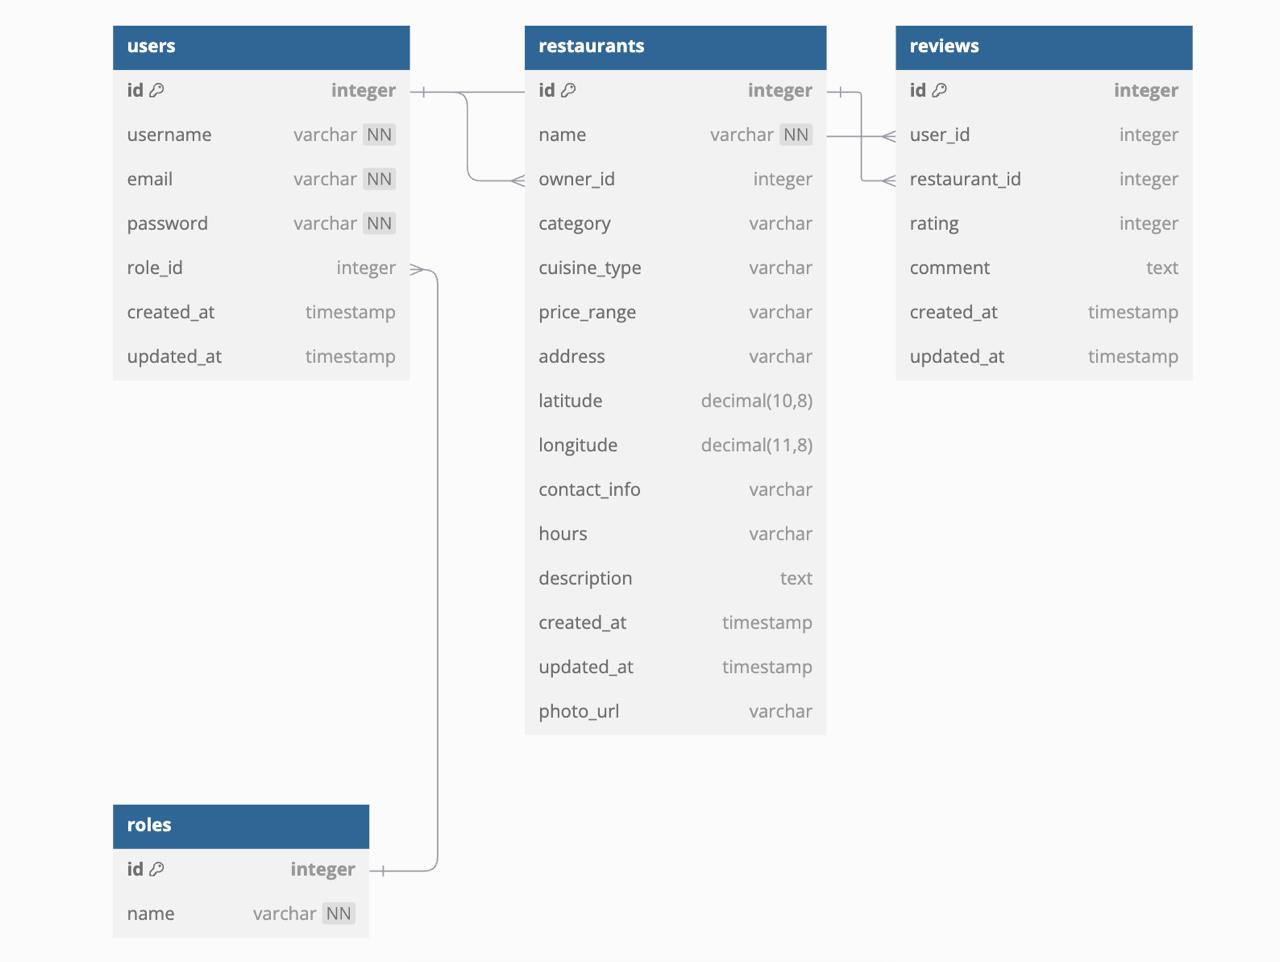 users
id integer
username varchar NN
email varchar NN
password varchar NN
role_id integer
created_at timestamp
updated_at timestamp
restaurants
id integer
name varchar NN
owner_id integer
category varchar
cuisine_type varchar
price_range varchar
address varchar
latitude decimal(10,8)
longitude decimal(11,8)
contact_info varchar
hours varchar
description text
created_at timestamp
updated_at timestamp
photo_url varchar
reviews
id integer
user_id integer
restaurant_id integer
rating integer
comment text
created_at timestamp
updated_at timestamp
roles
id integer
name varchar NN